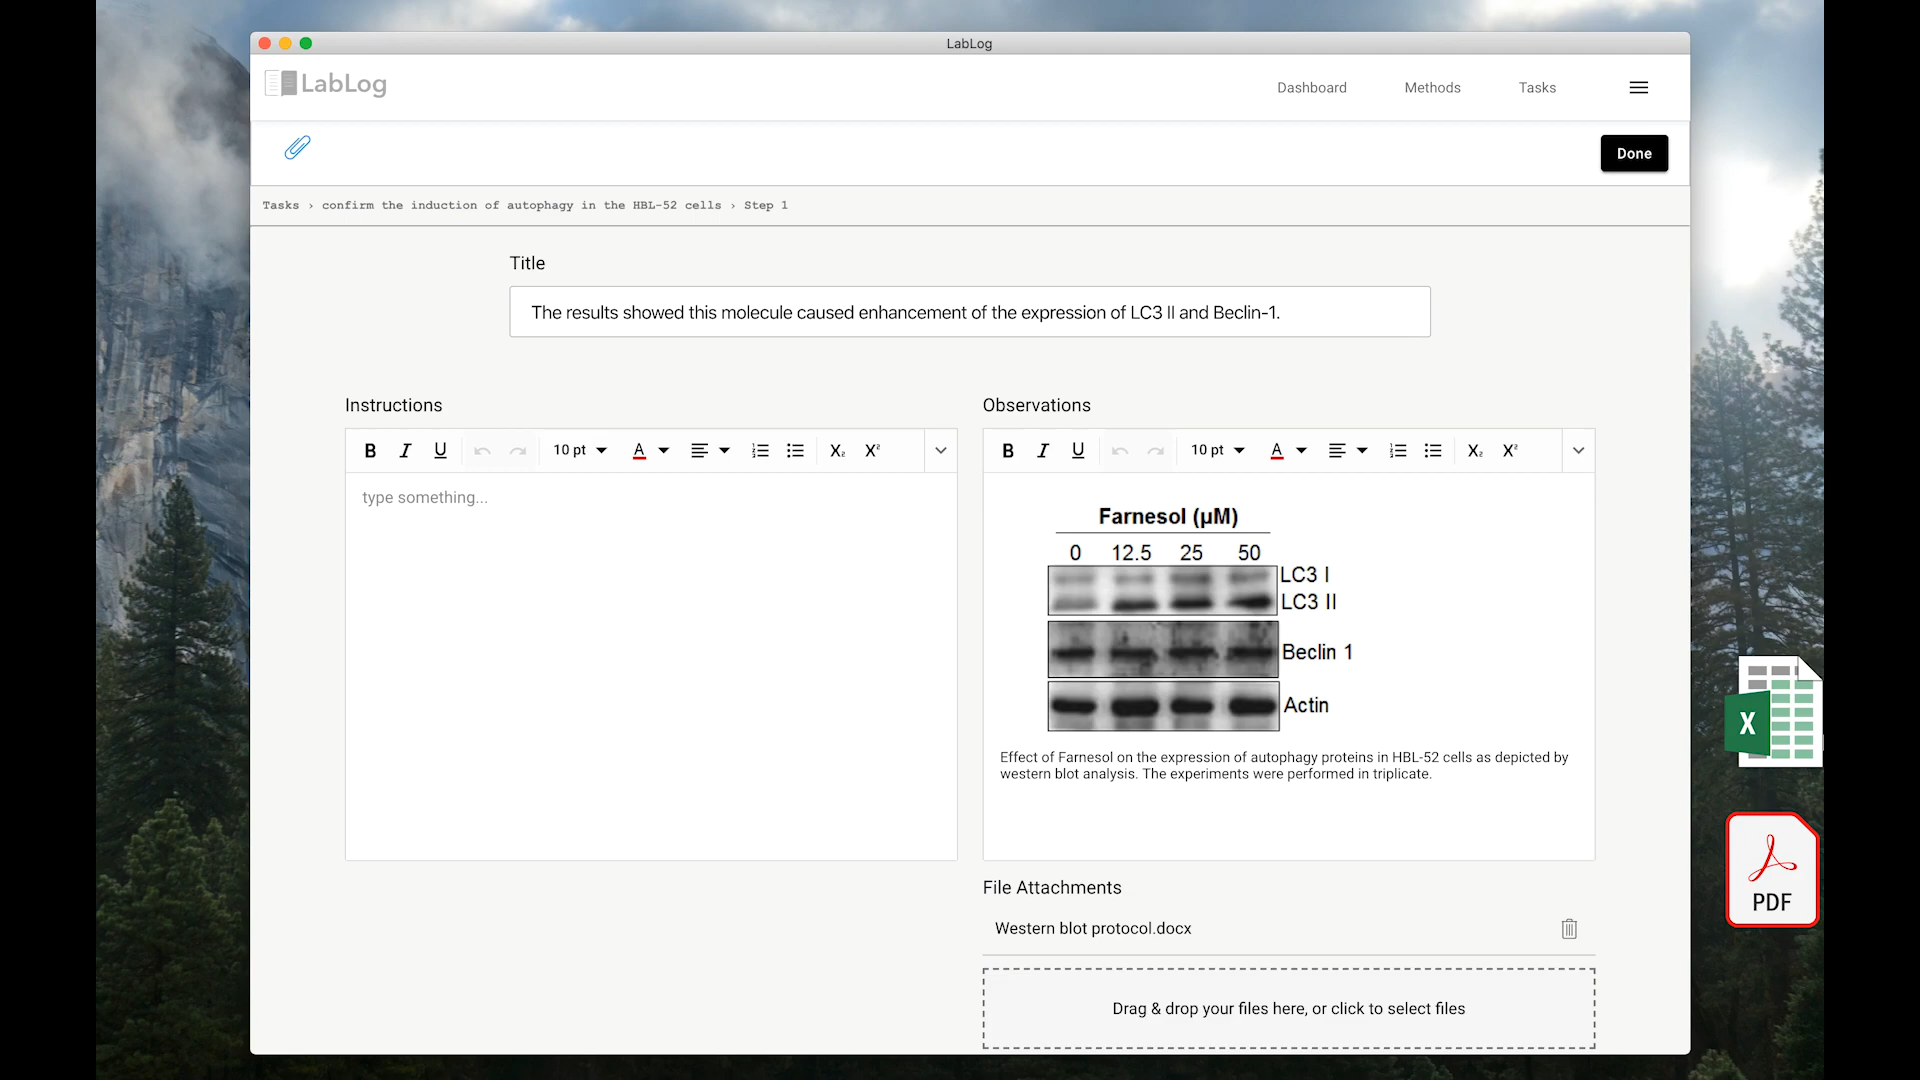 LabLog
LabLog
Dashboard
Methods
Tasks
Done
Tasks › confirm the induction of autophagy in the HBL-52 cells › Step 1
Title
The results showed this molecule caused enhancement of the expression of LC3 II and Beclin-1.
Instructions
B I U 10 pt A X₂ X²
type something...
Observations
B I U 10 pt A X₂ X²
Farnesol (µM)
0 12.5 25 50
LC3 I
LC3 II
Beclin 1
Actin
Effect of Farnesol on the expression of autophagy proteins in HBL-52 cells as depicted by
western blot analysis. The experiments were performed in triplicate.
File Attachments
Western blot protocol.docx
Drag & drop your files here, or click to select files
X
PDF